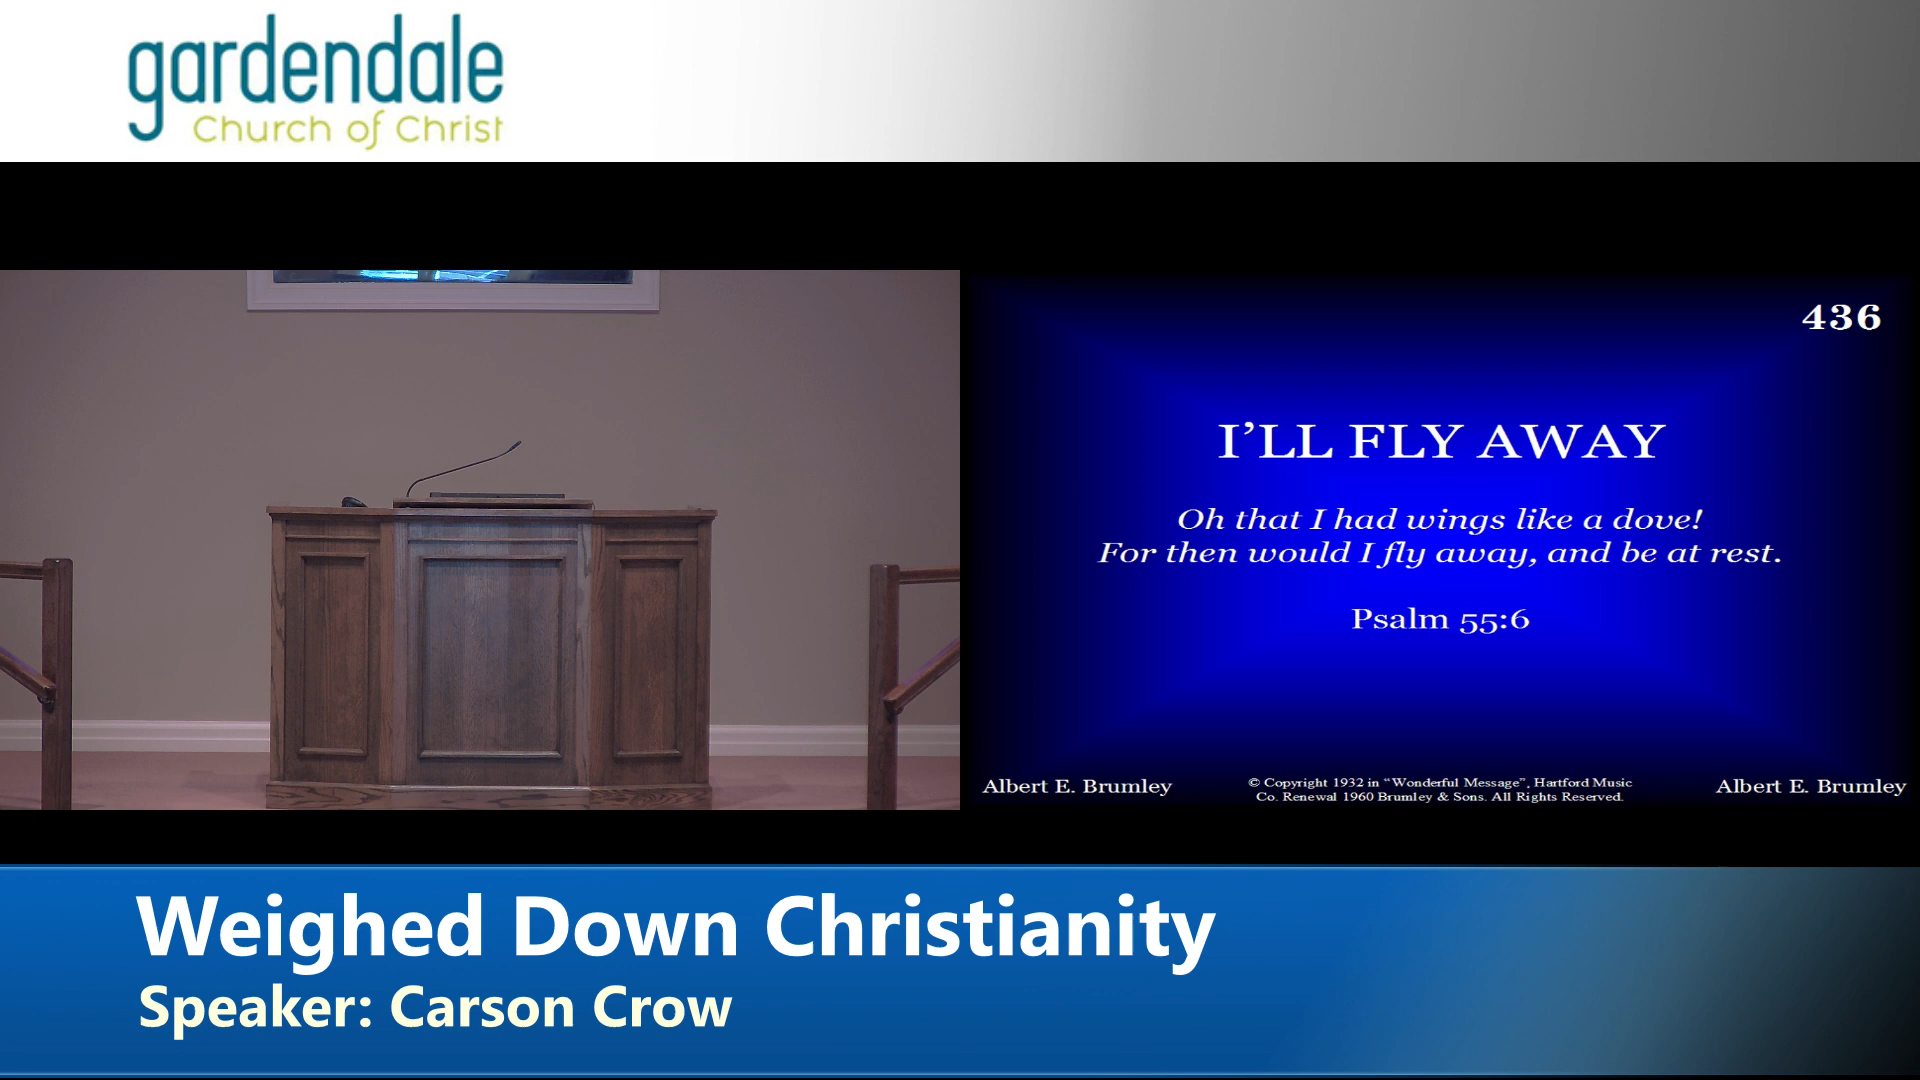 gardendale
Church of Christ
436
I’LL FLY AWAY
Oh that I had wings like a dove!
For then would I fly away, and be at rest.
Psalm 55:6
Albert E. Brumley
© Copyright 1932 in “Wonderful Message”, Hartford Music
Co. Renewal 1960 Brumley & Sons. All Rights Reserved.
Albert E. Brumley
Weighed Down Christianity
Speaker: Carson Crow